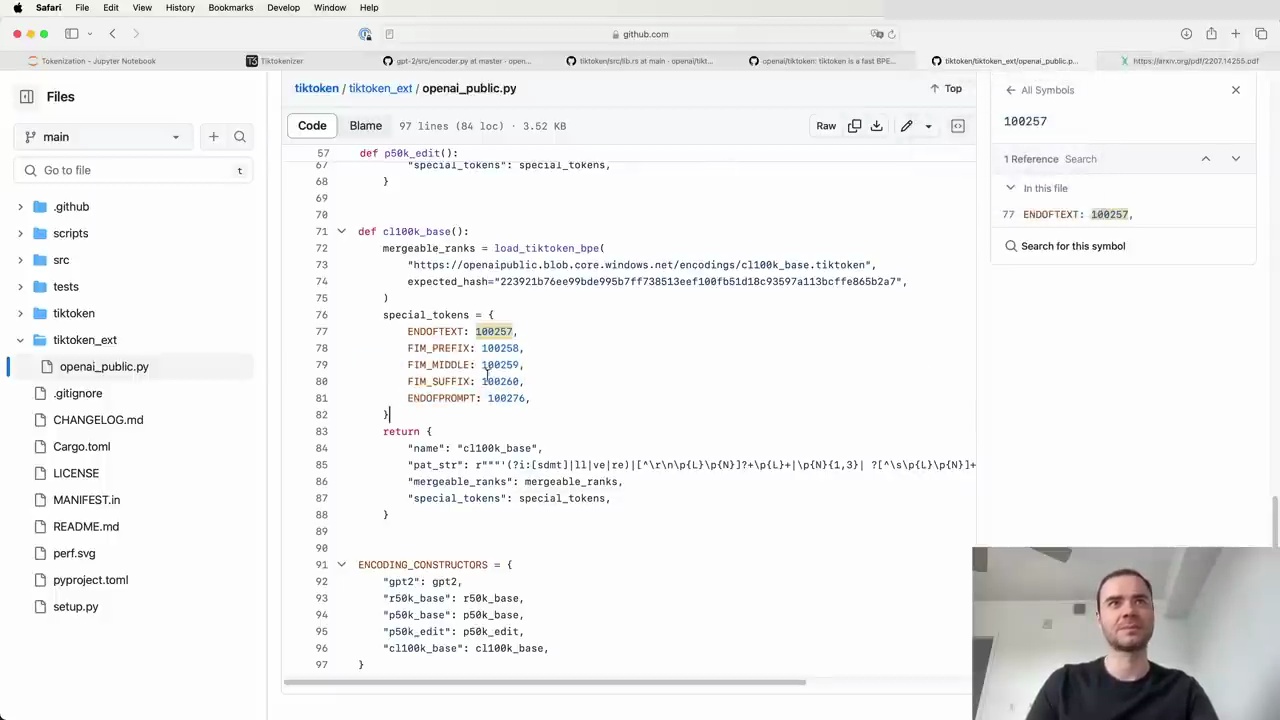 Safari File Edit View History Bookmarks Develop Window Help
github.com
Tokenization - Jupyter Notebook
Tiktokenizer
gpt-2/src/encoder.py at master · open...
tiktoken/src/lib.rs at main · openai/tikt...
openai/tiktoken: tiktoken is a fast BPE...
tiktoken/tiktoken_ext/openai_public.p...
https://arxiv.org/pdf/2207.14255.pdf
Files
main
Go to file t
.github
scripts
src
tests
tiktoken
tiktoken_ext
openai_public.py
.gitignore
CHANGELOG.md
Cargo.toml
LICENSE
MANIFEST.in
README.md
perf.svg
pyproject.toml
setup.py
tiktoken / tiktoken_ext / openai_public.py
Top
Code Blame 97 lines (84 loc) · 3.52 KB
Raw
57 def p50k_edit():
67 "special_tokens": special_tokens,
68 }
69
70
71 def cl100k_base():
72 mergeable_ranks = load_tiktoken_bpe(
73 "https://openaipublic.blob.core.windows.net/encodings/cl100k_base.tiktoken",
74 expected_hash="223921b76ee99bde995b7ff738513eef100fb51d18c93597a113bcffe865b2a7",
75 )
76 special_tokens = {
77 ENDOFTEXT: 100257,
78 FIM_PREFIX: 100258,
79 FIM_MIDDLE: 100259,
80 FIM_SUFFIX: 100260,
81 ENDOFPROMPT: 100276,
82 }
83 return {
84 "name": "cl100k_base",
85 "pat_str": r"""'(?i:[sdmt]|ll|ve|re)|[^\r\n\p{L}\p{N}]?+\p{L}+|\p{N}{1,3}| ?[^\s\p{L}\p{N}]+
86 "mergeable_ranks": mergeable_ranks,
87 "special_tokens": special_tokens,
88 }
89
90
91 ENCODING_CONSTRUCTORS = {
92 "gpt2": gpt2,
93 "r50k_base": r50k_base,
94 "p50k_base": p50k_base,
95 "p50k_edit": p50k_edit,
96 "cl100k_base": cl100k_base,
97 }
All Symbols
100257
1 Reference Search
In this file
77 ENDOFTEXT: 100257,
Search for this symbol